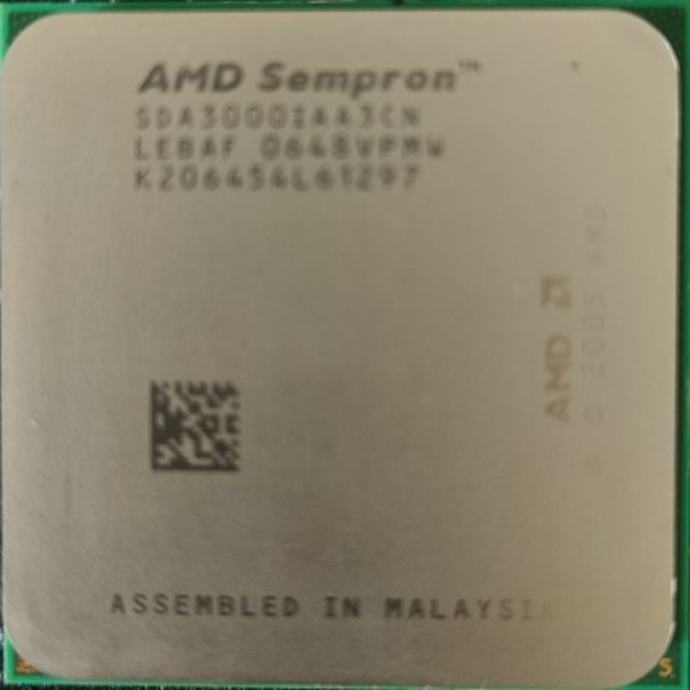 AMD Sempron™
SDA3000IAA3CN
LEBAF 0648VPMW
K206454L61297
AMD
© 2005 AMD
ASSEMBLED IN MALAYSIA